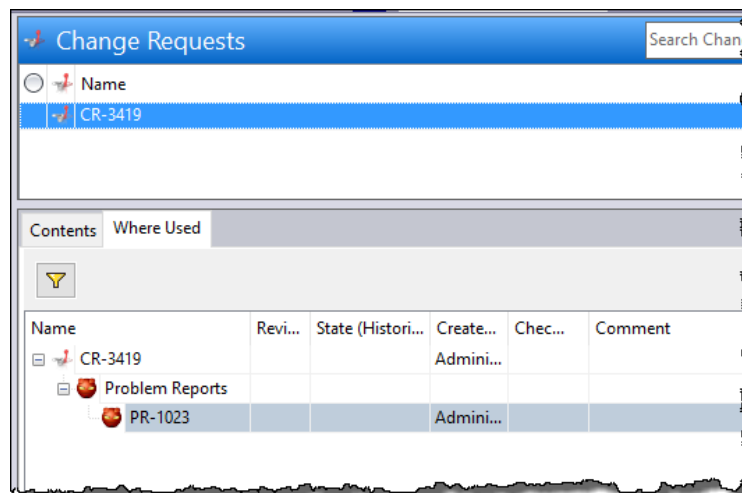 Change Requests
Search Chan
Name
CR-3419
Contents Where Used
Name Revi... State (Histori... Create... Chec... Comment
CR-3419 Admini...
Problem Reports
PR-1023 Admini...